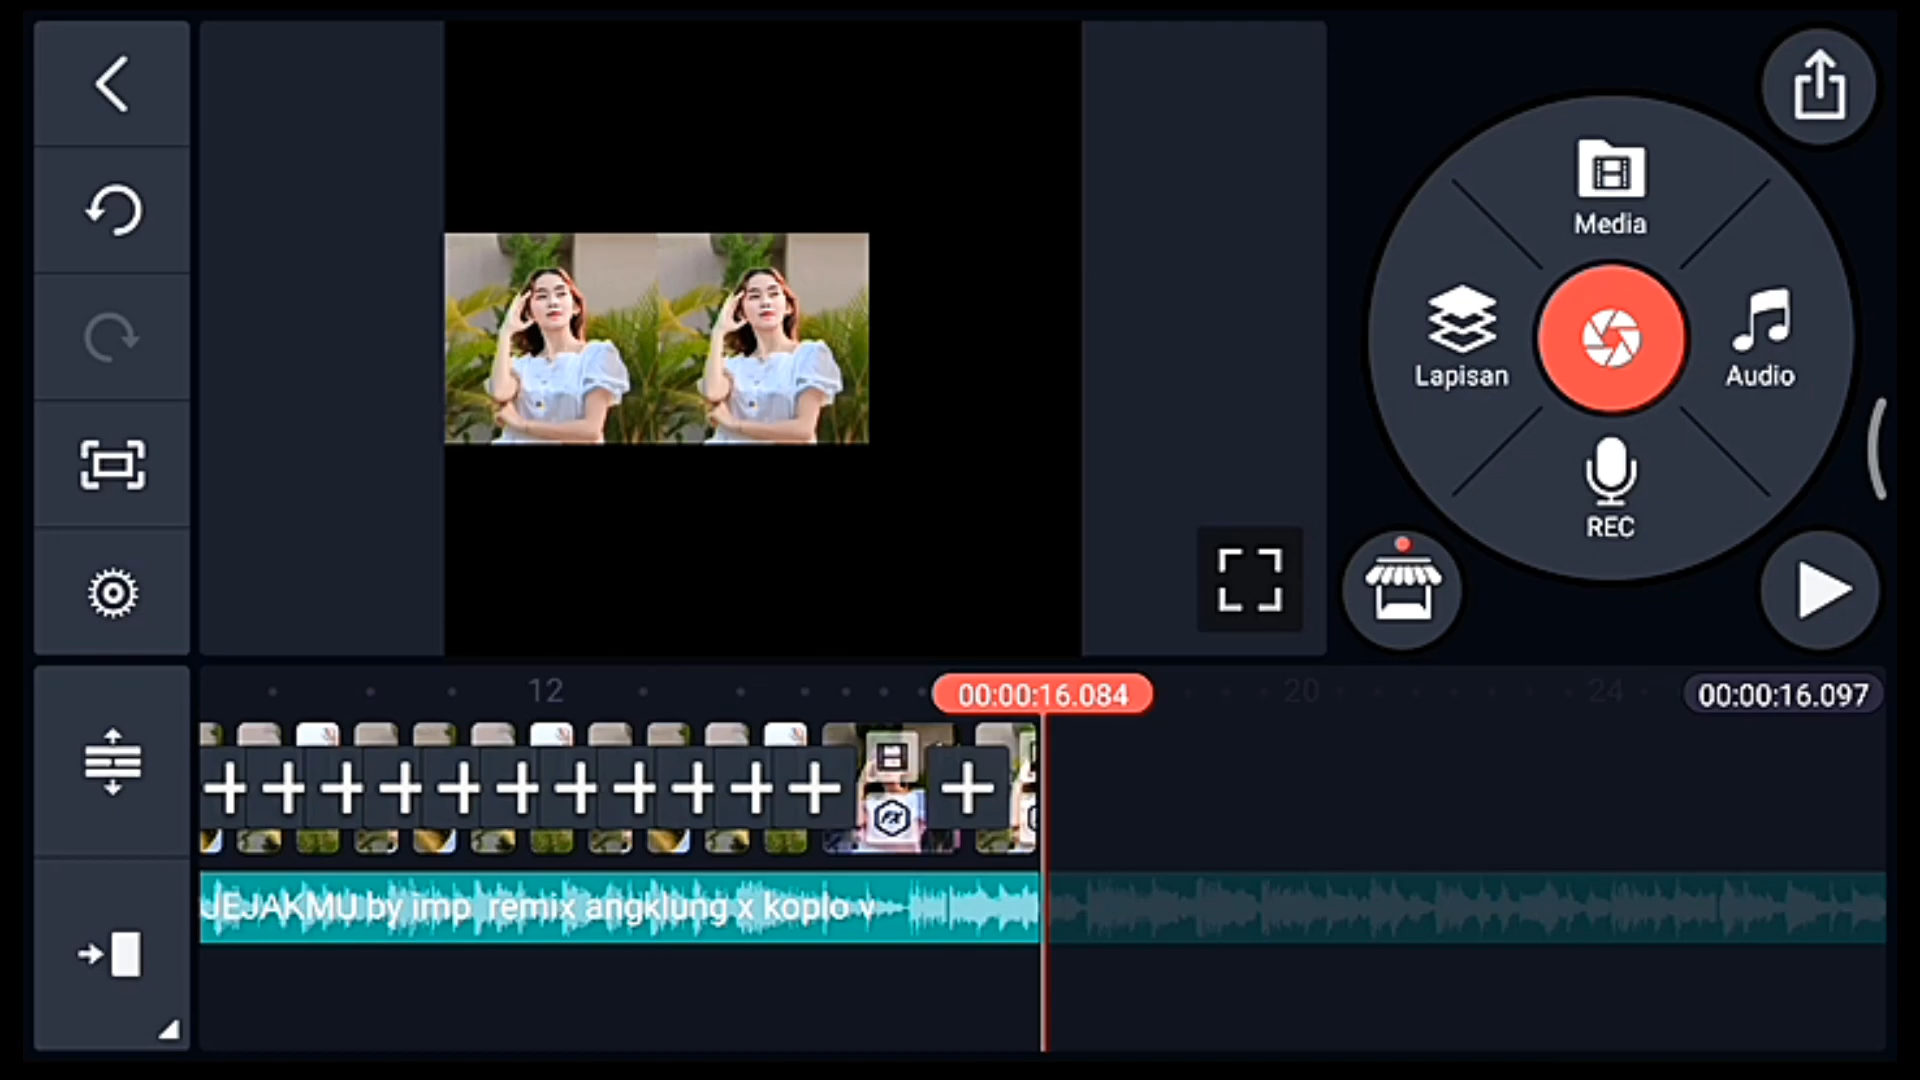 Media
Lapisan
Audio
REC
12
00:00:16.084
20
24
00:00:16.097
JEJAKMU by imp remix angklung x koplo v
FX